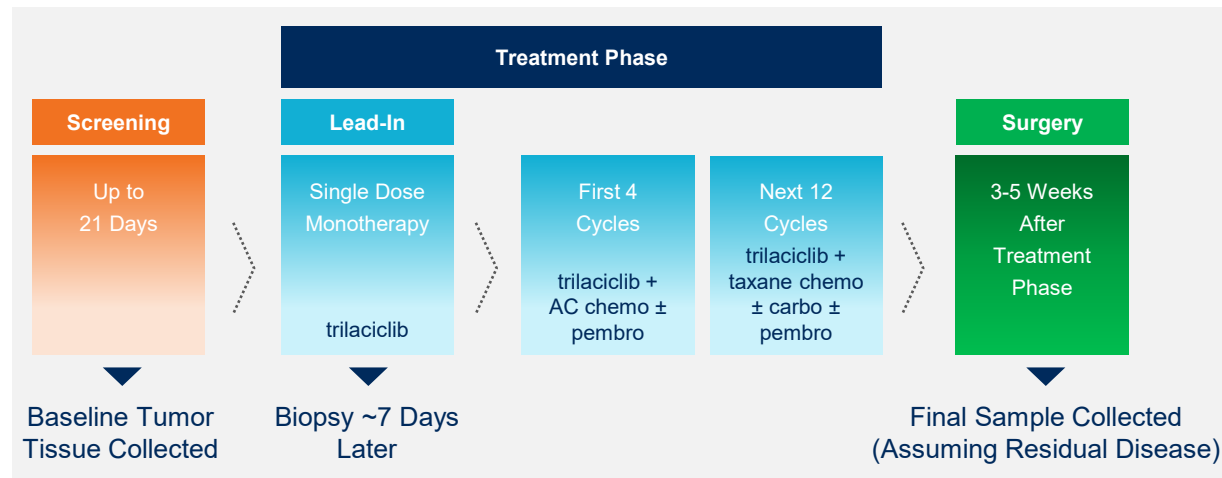 Treatment Phase
Screening
Lead-In
Surgery
Up to
21 Days
Single Dose
Monotherapy
trilaciclib
First 4
Cycles
trilaciclib +
AC chemo ±
pembro
Next 12
Cycles
trilaciclib +
taxane chemo
± carbo ±
pembro
3-5 Weeks
After
Treatment
Phase
Baseline Tumor
Tissue Collected
Biopsy ~7 Days
Later
Final Sample Collected
(Assuming Residual Disease)